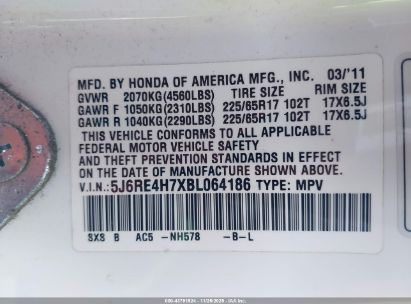 MFD. BY HONDA OF AMERICA MFG., INC. 03/'11
GVWR 2070KG(4560LBS) TIRE SIZE RIM SIZE
GAWR F 1050KG(2310LBS) 225/65R17 102T 17X6.5J
GAWR R 1040KG(2290LBS) 225/65R17 102T 17X6.5J
THIS VEHICLE CONFORMS TO ALL APPLICABLE
FEDERAL MOTOR VEHICLE SAFETY
AND THEFT PREVENTION STANDARDS IN EFFECT
ON THE DATE OF MANUFACTURE SHOWN ABOVE.
V.I.N.: 5J6RE4H7XBL064186 TYPE: MPV
SXS B AC5 -NH578 -B-L